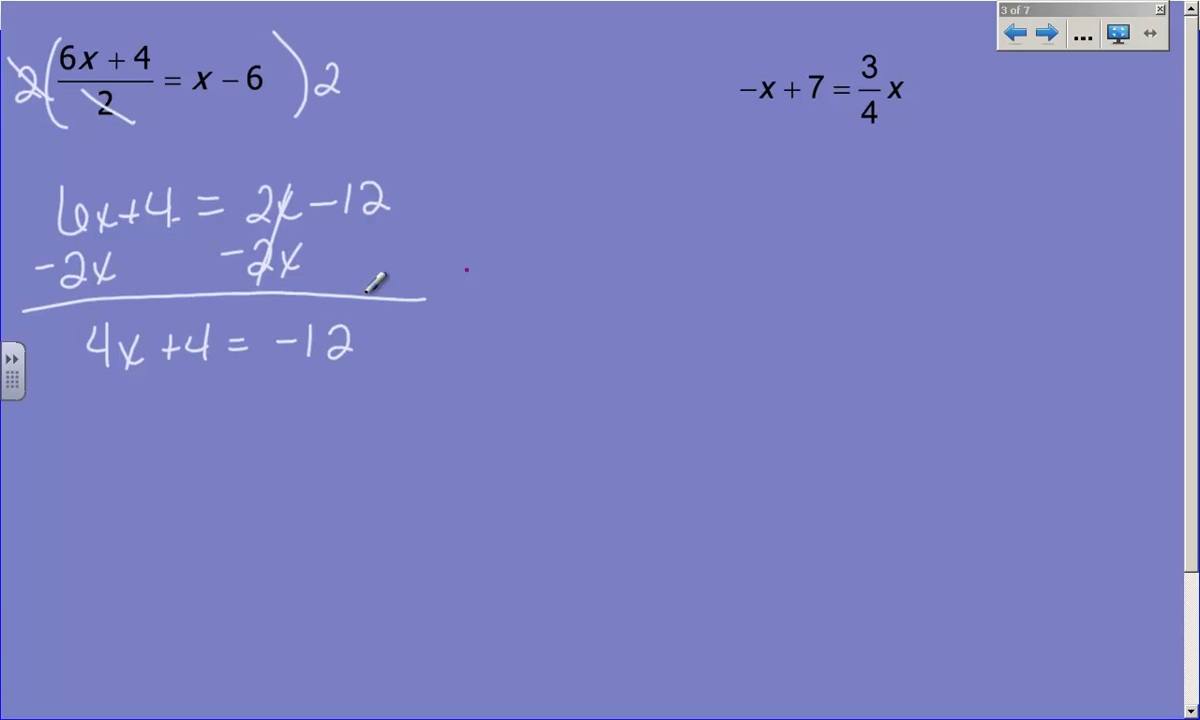 3 of 7
2(6x + 4 / 2 = x − 6)2
−x + 7 = 3/4 x
6x+4 = 2x −12
−2x −2x
4x +4 = −12